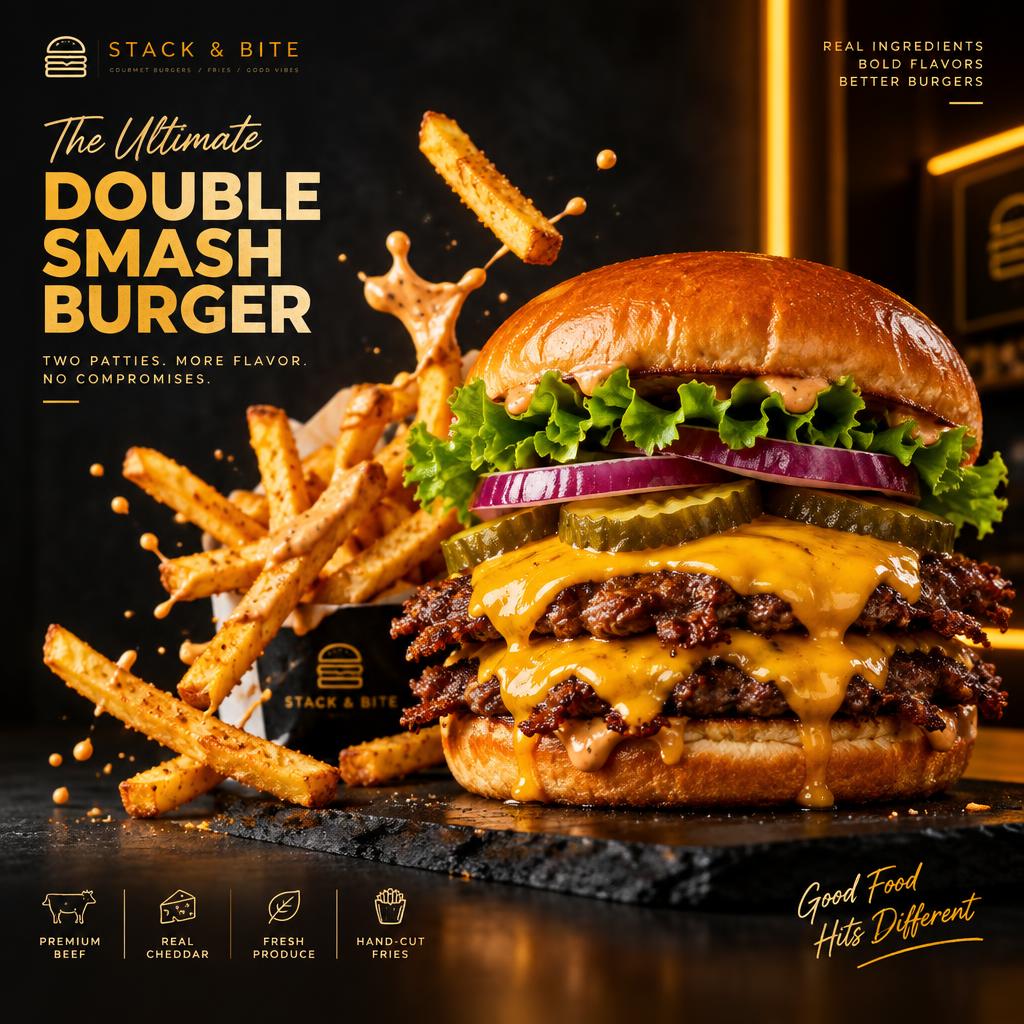 STACK & BITE
GOURMET BURGERS / FRIES / GOOD VIBES
REAL INGREDIENTS
BOLD FLAVORS
BETTER BURGERS
The Ultimate
DOUBLE
SMASH
BURGER
TWO PATTIES. MORE FLAVOR.
NO COMPROMISES.
STACK & BITE
PREMIUM
BEEF
REAL
CHEDDAR
FRESH
PRODUCE
HAND-CUT
FRIES
Good Food
Hits Different